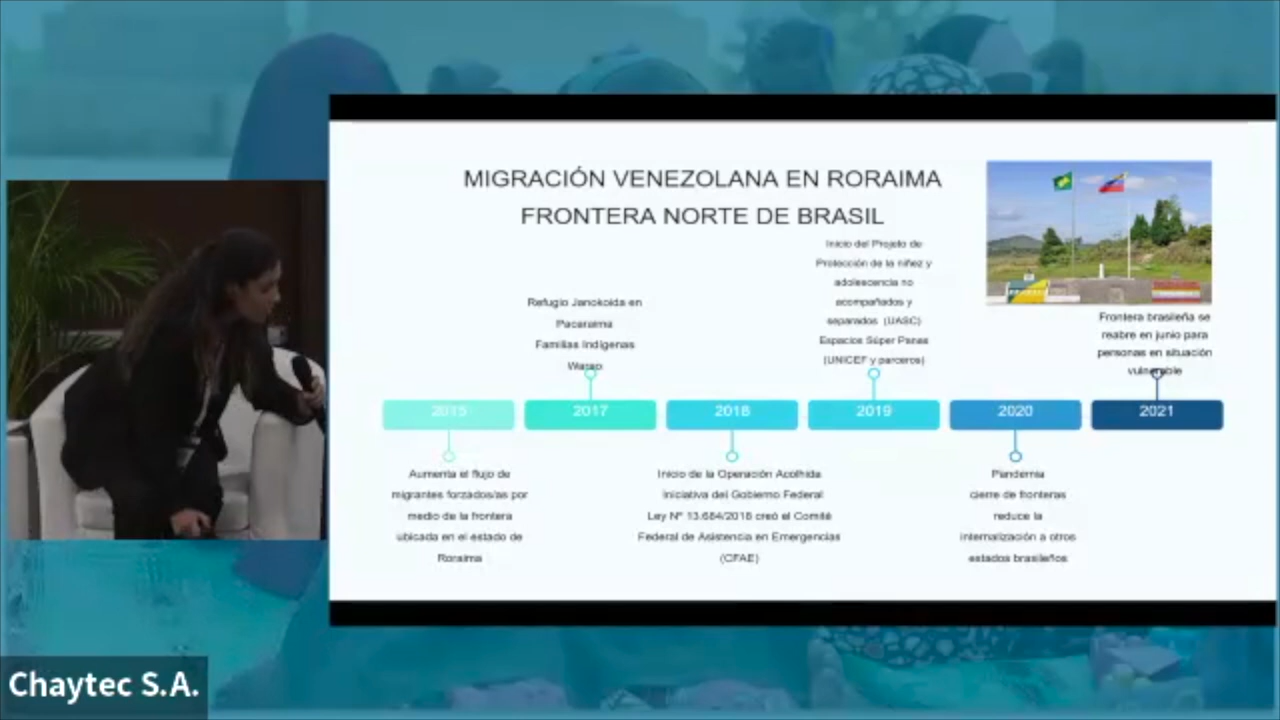 MIGRACIÓN VENEZOLANA EN RORAIMA
FRONTERA NORTE DE BRASIL
Refugio Janokoida en
Pacaraima
Familias Indígenas
Warao
Inicio del Projeto de
Protección de la niñez y
adolescencia no
acompañados y
separados (UASC)
Espacios Súper Panas
(UNICEF y parceros)
Frontera brasileña se
reabre en junio para
personas en situación
vulnerable
2015
2017
2018
2019
2020
2021
Aumenta el flujo de
migrantes forzados/as por
medio de la frontera
ubicada en el estado de
Roraima
Inicio de la Operación Acolhida
Iniciativa del Gobierno Federal
Ley Nº 13.684/2018 creó el Comité
Federal de Asistencia en Emergencias
(CFAE)
Pandemia
cierre de fronteras
reduce la
internalización a otros
estados brasileños
Chaytec S.A.